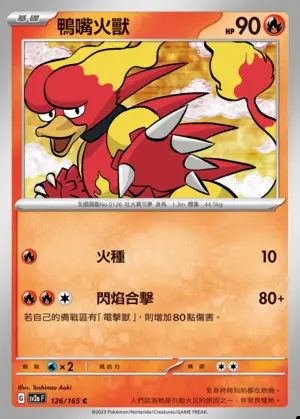 基礎 鴨嘴火獸 HP 90
全國圖鑑No.0126 吐火寶可夢 身高 1.3m 體重 44.5kg
火種 10
閃焰合擊 80+
若自己的備戰區有「電擊獸」,則增加80點傷害。
弱點 ×2 抵抗力 撤退
Illus. Toshinao Aoki
G sv2a F 126/165 C
©2023 Pokémon/Nintendo/Creatures/GAME FREAK.